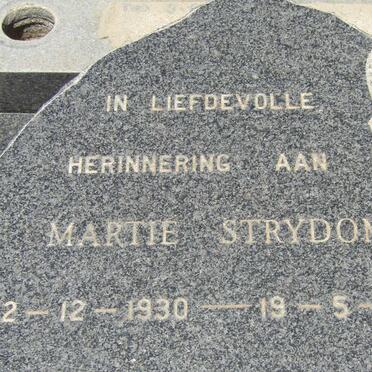 IN LIEFDEVOLLE
HERINNERING AAN
MARTIE STRYDOM
2-12-1930 — 19-5-